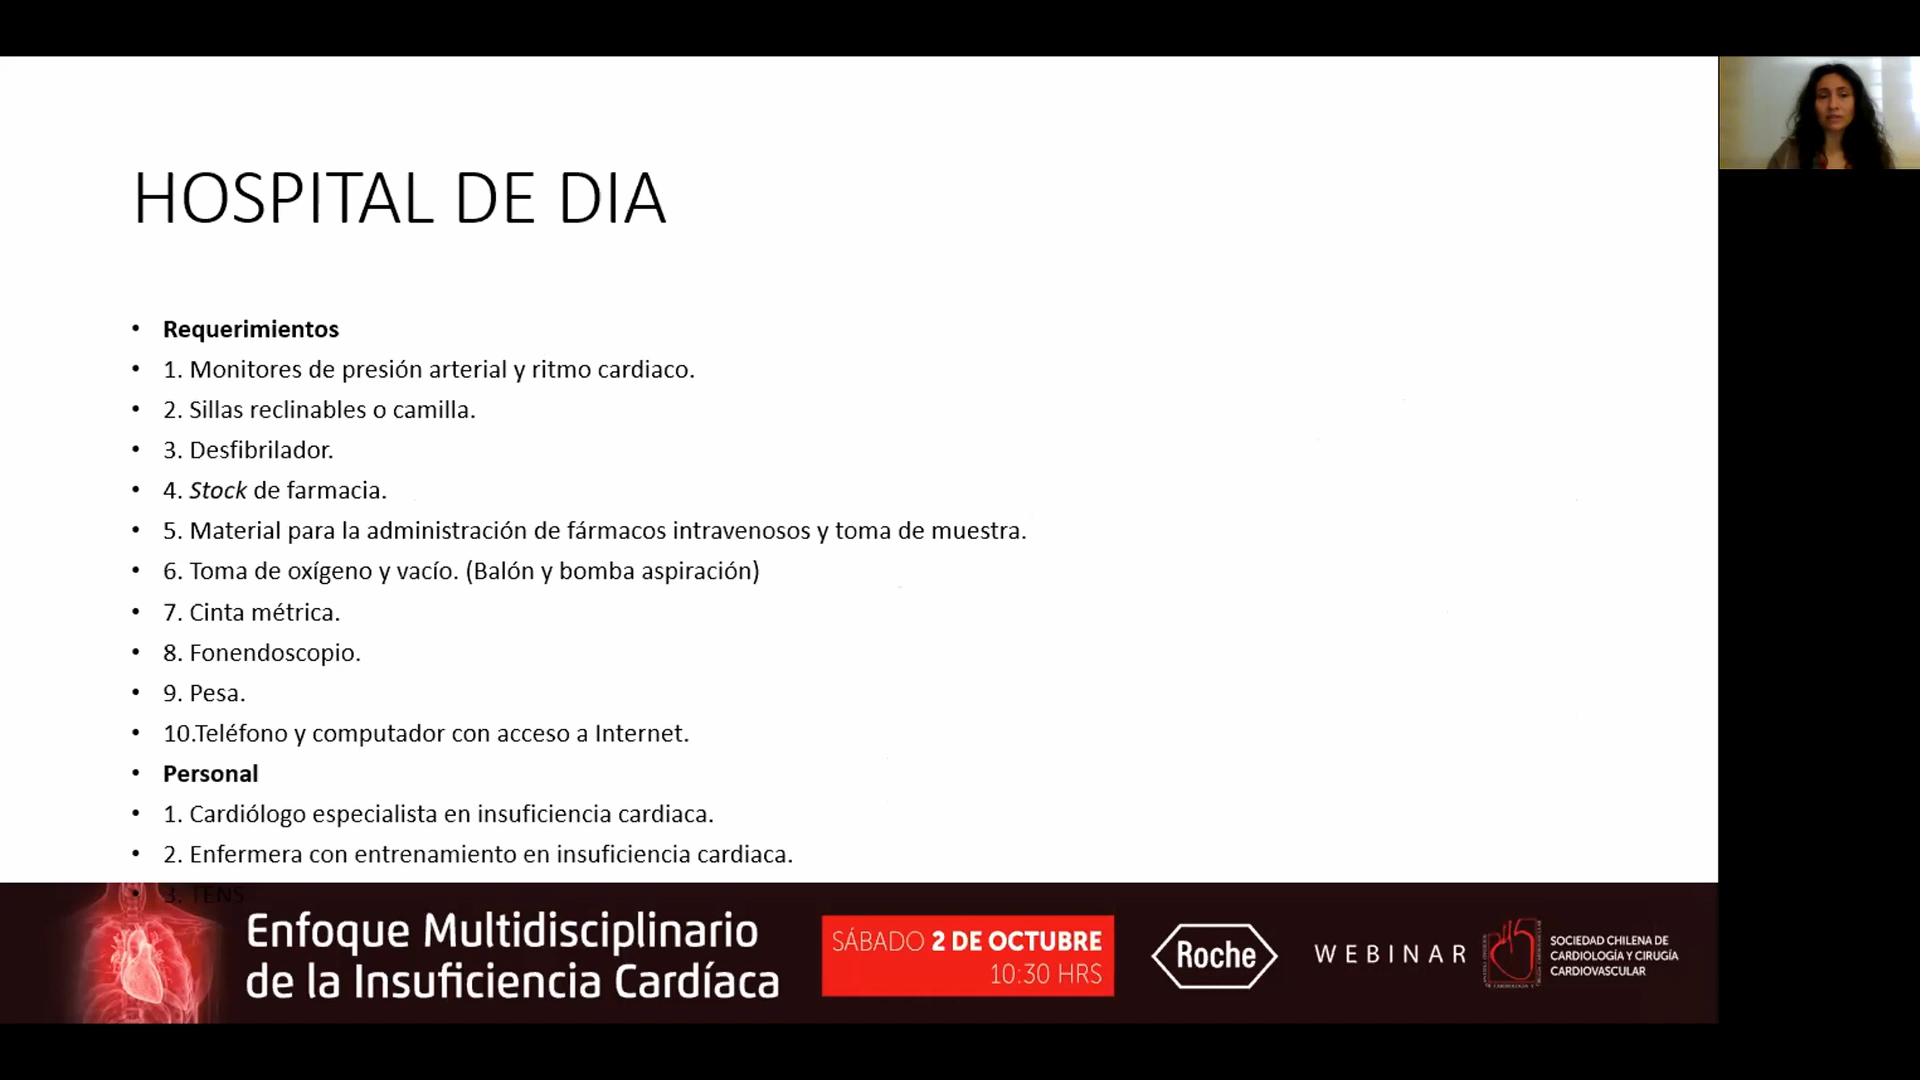 HOSPITAL DE DIA
• Requerimientos
• 1. Monitores de presión arterial y ritmo cardiaco.
• 2. Sillas reclinables o camilla.
• 3. Desfibrilador.
• 4. Stock de farmacia.
• 5. Material para la administración de fármacos intravenosos y toma de muestra.
• 6. Toma de oxígeno y vacío. (Balón y bomba aspiración)
• 7. Cinta métrica.
• 8. Fonendoscopio.
• 9. Pesa.
• 10.Teléfono y computador con acceso a Internet.
• Personal
• 1. Cardiólogo especialista en insuficiencia cardiaca.
• 2. Enfermera con entrenamiento en insuficiencia cardiaca.
• 3. TENS
Enfoque Multidisciplinario
de la Insuficiencia Cardíaca
SÁBADO 2 DE OCTUBRE
10:30 HRS
Roche
WEBINAR
SOCIEDAD CHILENA DE
CARDIOLOGÍA Y CIRUGÍA
CARDIOVASCULAR